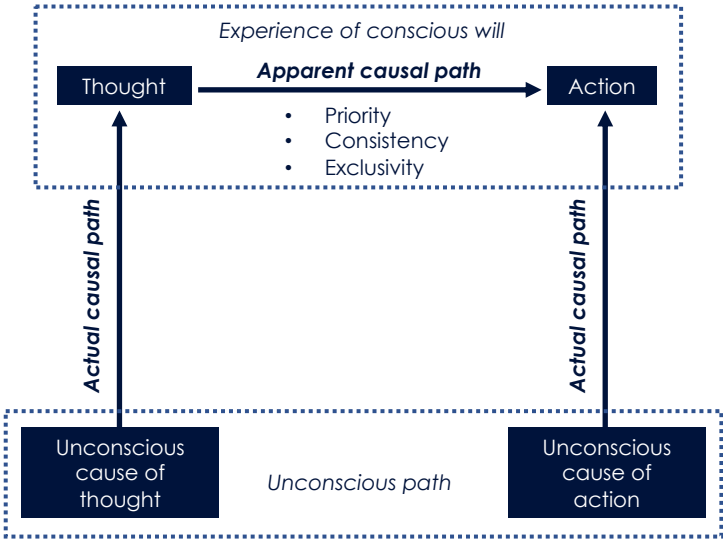 Experience of conscious will
Apparent causal path
Thought
Action
• Priority
• Consistency
• Exclusivity
Actual causal path
Actual causal path
Unconscious
cause of
thought
Unconscious path
Unconscious
cause of
action